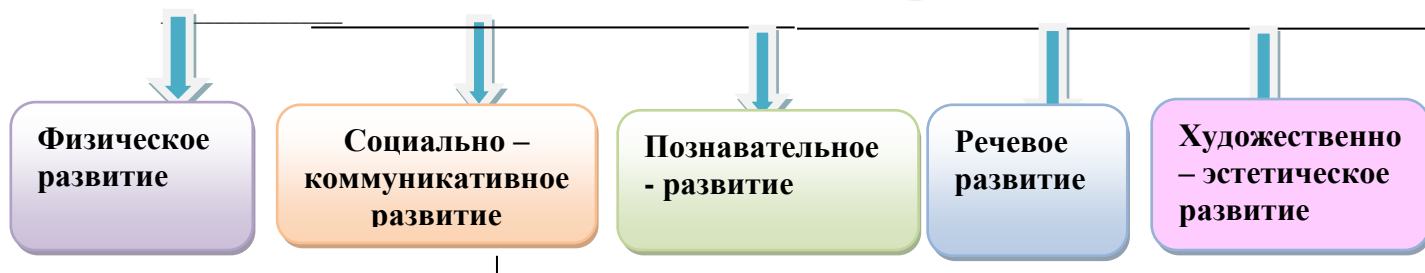 Физическое
развитие
Социально –
коммуникативное
развитие
Познавательное
- развитие
Речевое
развитие
Художественно
– эстетическое
развитие